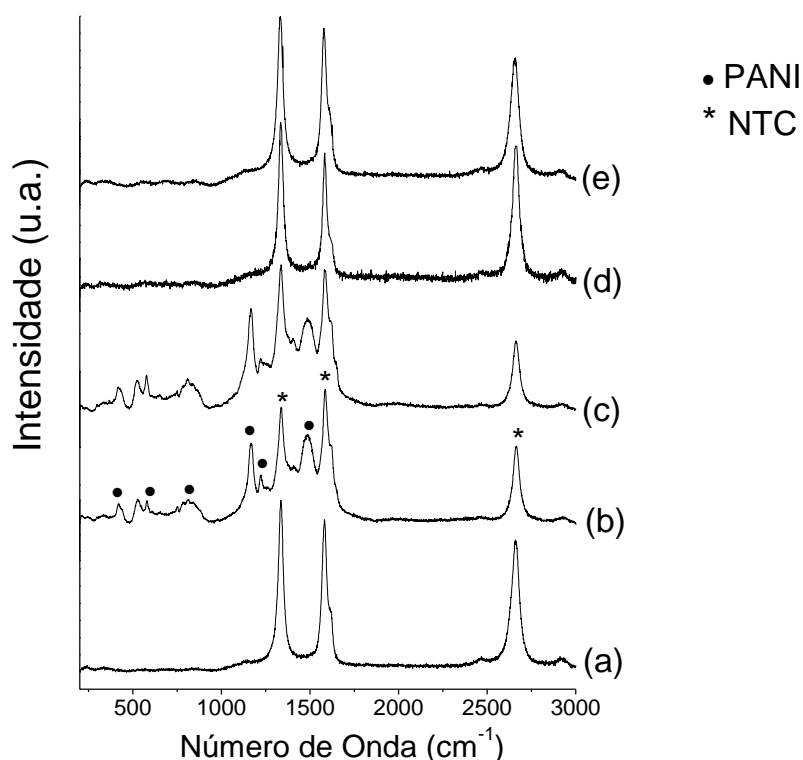 ● PANI
* NTC
Intensidade (u.a.)
(e)
(d)
(c)
(b)
(a)
* * *
500 1000 1500 2000 2500 3000
Número de Onda (cm⁻¹)